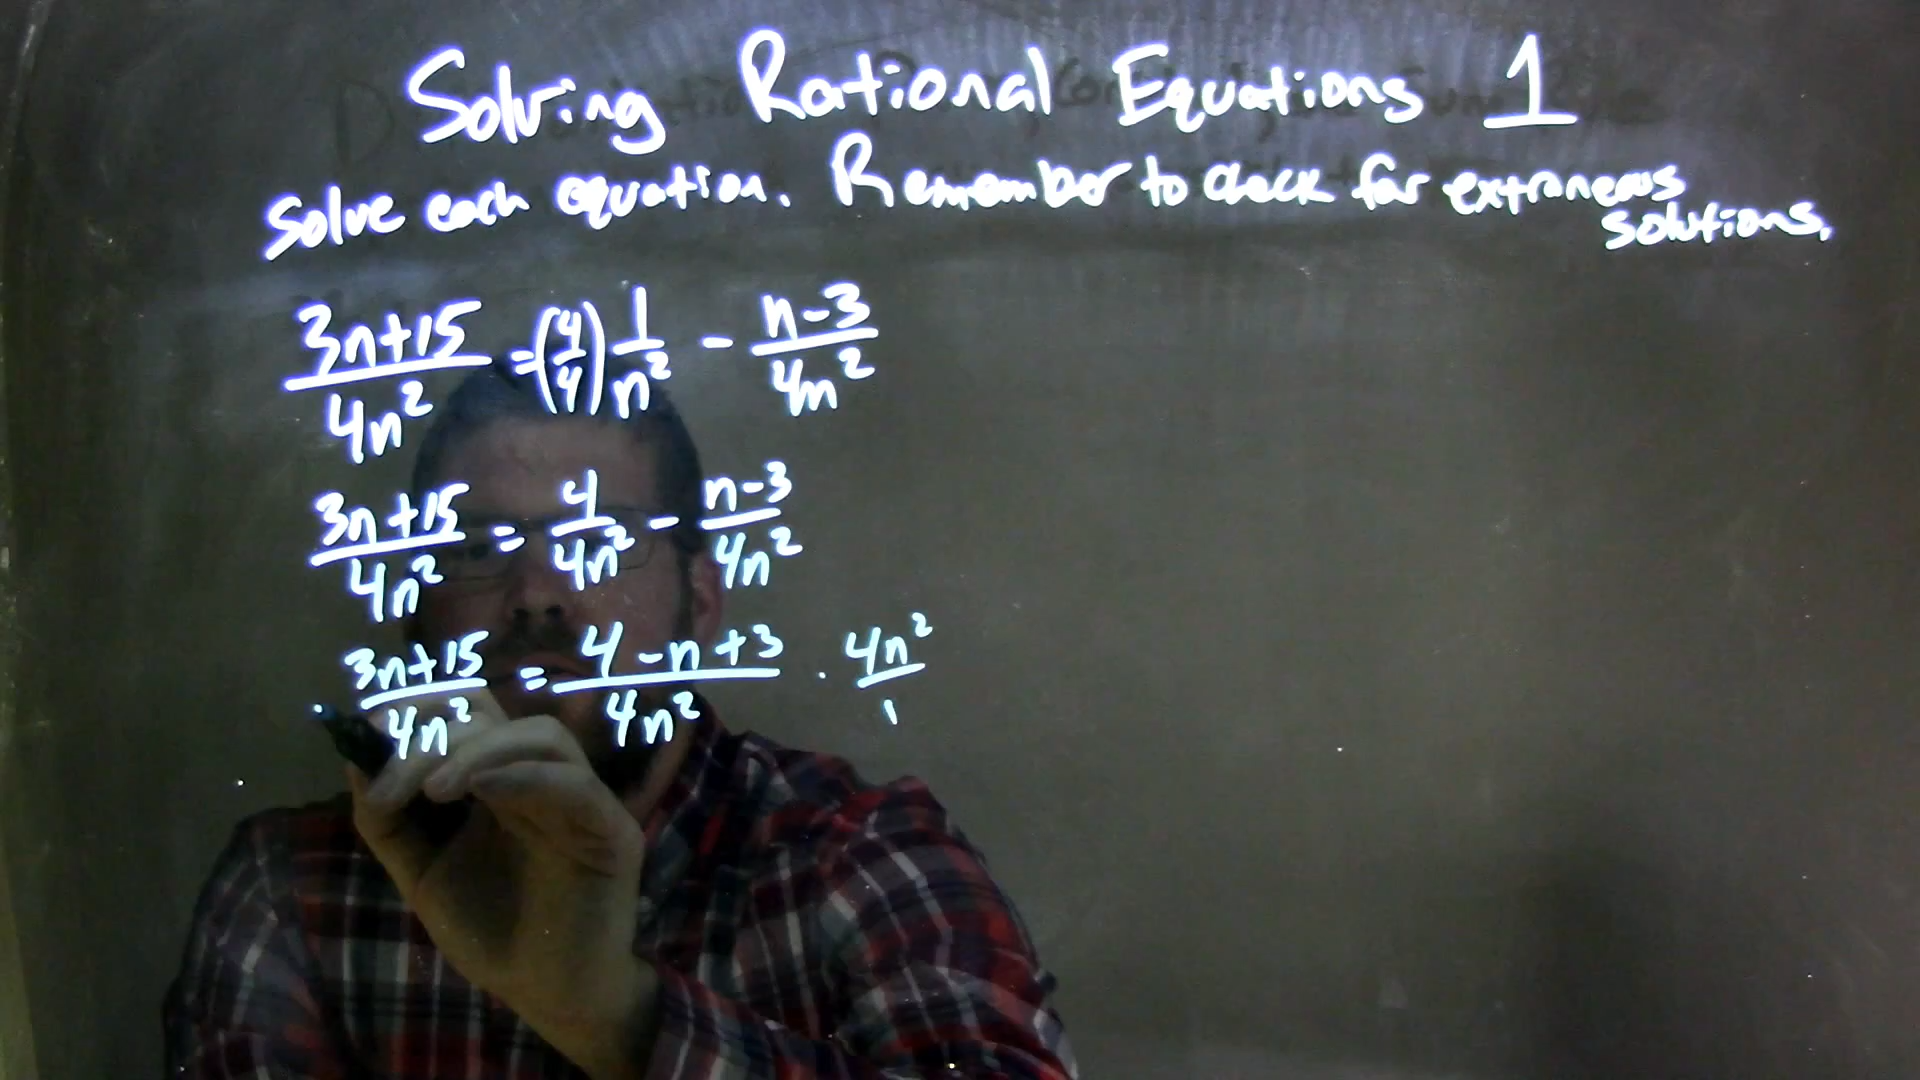 Solving Rational Equations 1
Solve each equation. Remember to check for extraneous
solutions.
(3n+15)/(4n²) = (4/4) 1/n² - (n-3)/(4n²)
(3n+15)/(4n²) = 4/(4n²) - (n-3)/(4n²)
· (3n+15)/(4n²) = (4-n+3)/(4n²) · 4n²/1